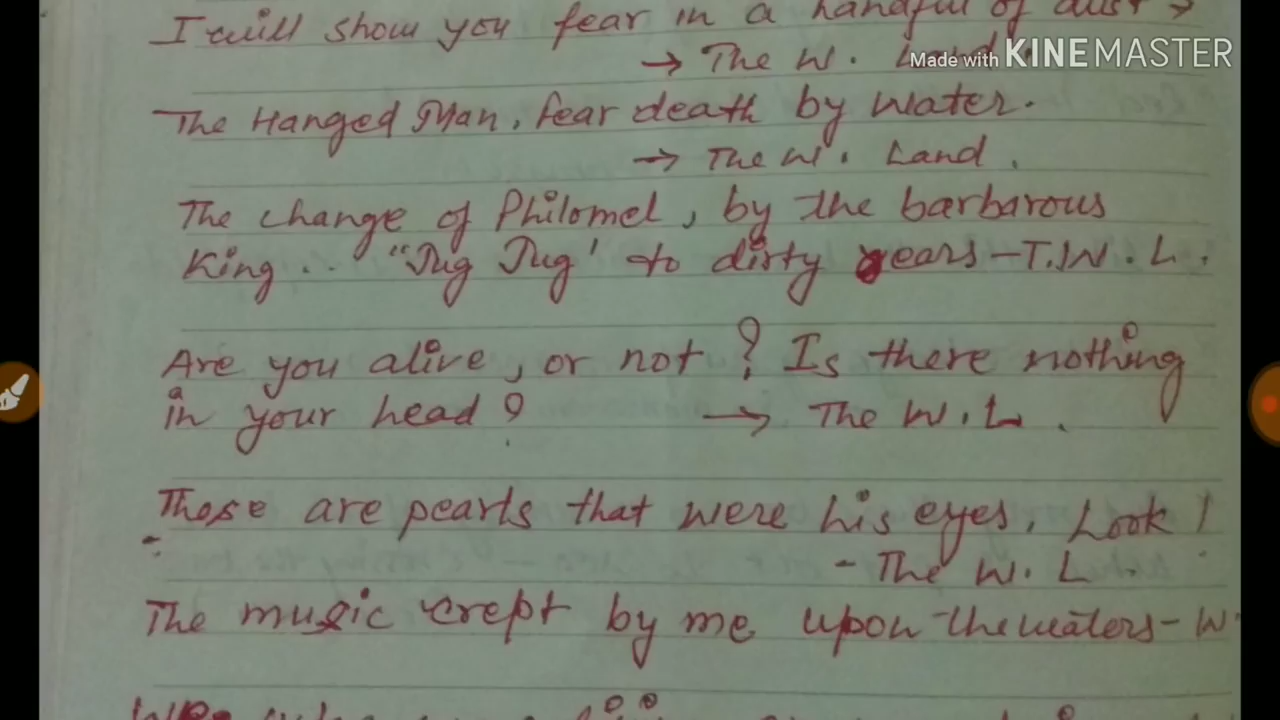 I will show you fear in a handful of dust →
→ The W. Land.
Made with KINEMASTER
The Hanged Man, Fear death by water.
→ The W. Land.
The change of Philomel, by the barbarous
King .. "Jug Jug' to dirty years - T.W.L.
Are you alive, or not? Is there nothing
in your head? → The W.L.
Those are pearls that were his eyes. Look!
- The W.L.
The music crept by me upon the waters - W.